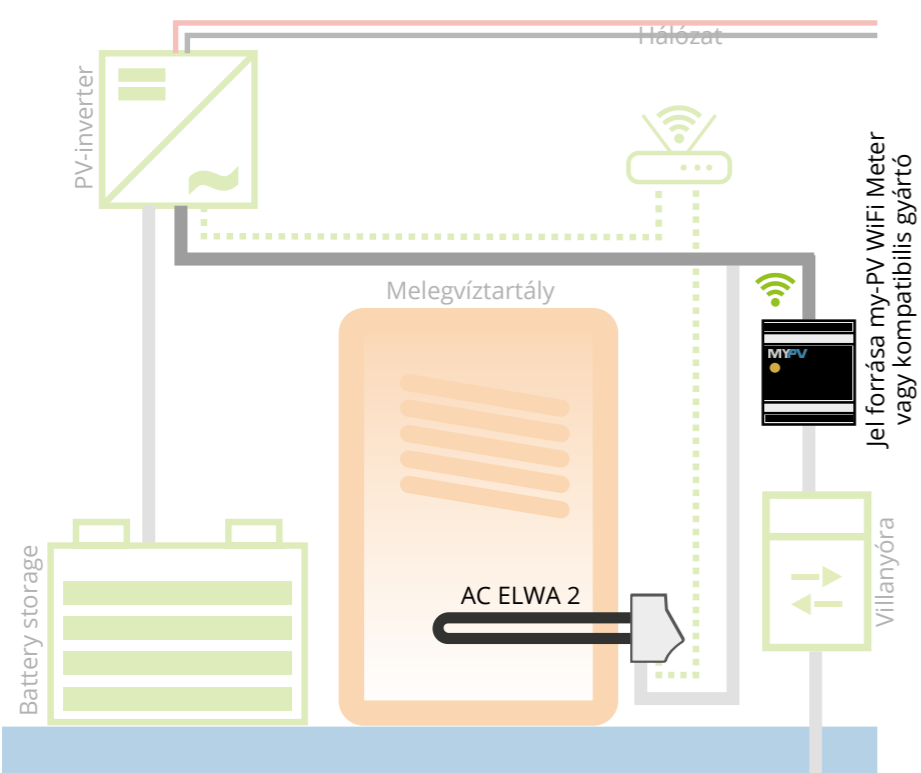 Hálózat
PV-inverter
Jel forrása my-PV WiFi Meter
vagy kompatibilis gyártó
Melegvíztartály
MYPV
AC ELWA 2
Villanyóra
Battery storage